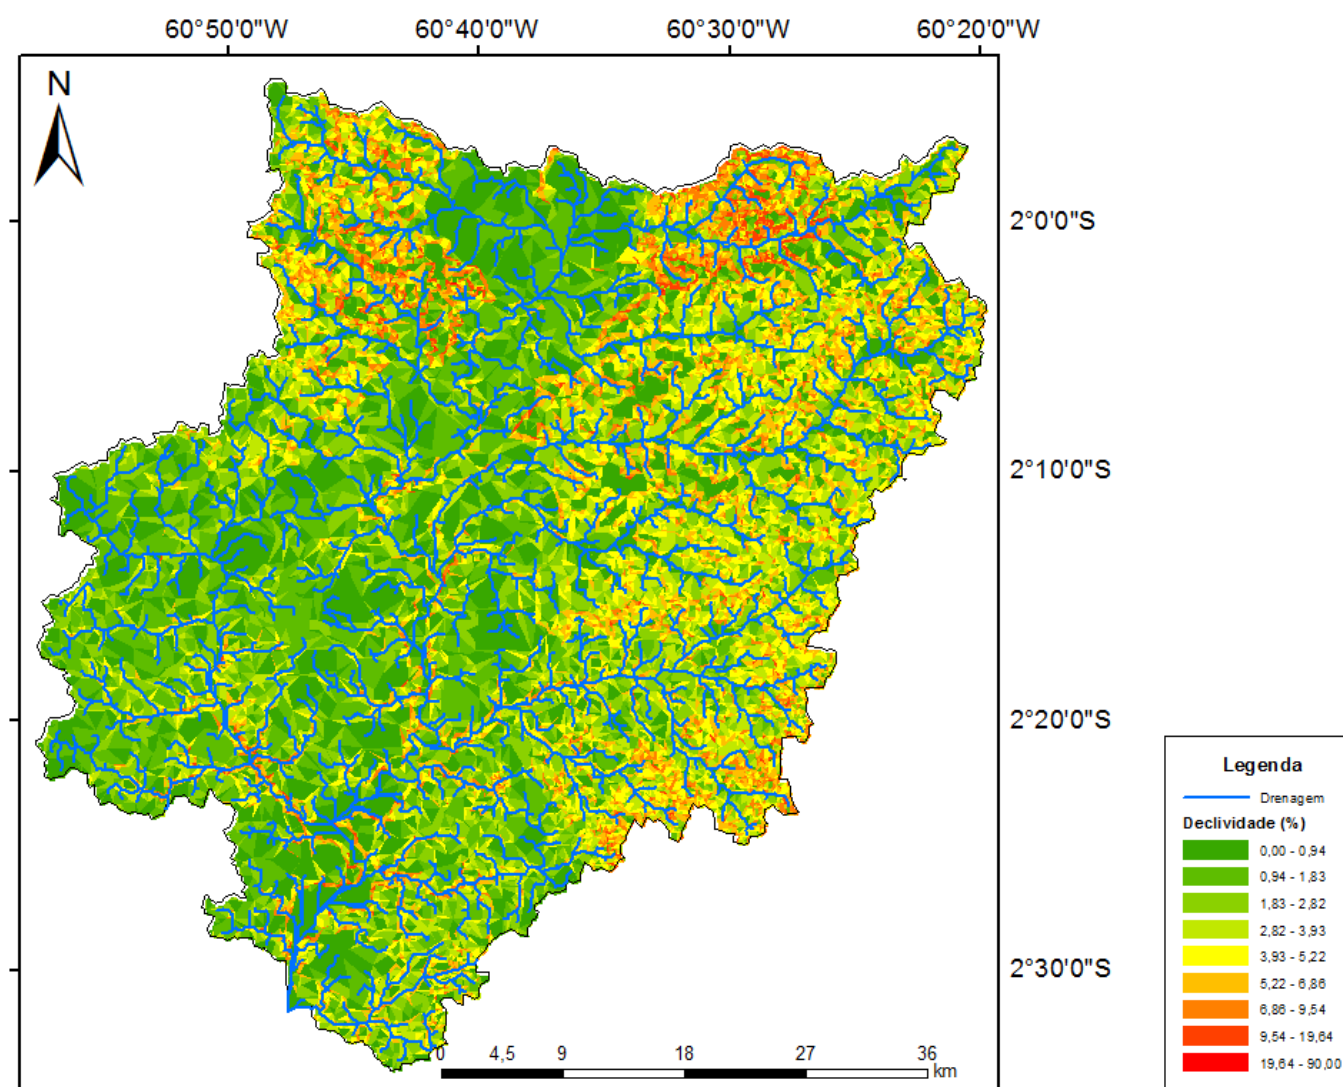 60°50'0"W 60°40'0"W 60°30'0"W 60°20'0"W
N
2°0'0"S
2°10'0"S
2°20'0"S
2°30'0"S
Legenda
Drenagem
Declividade (%)
0,00 - 0,94
0,94 - 1,83
1,83 - 2,82
2,82 - 3,93
3,93 - 5,22
5,22 - 6,86
6,86 - 9,54
9,54 - 19,64
19,64 - 90,00
0 4,5 9 18 27 36
km